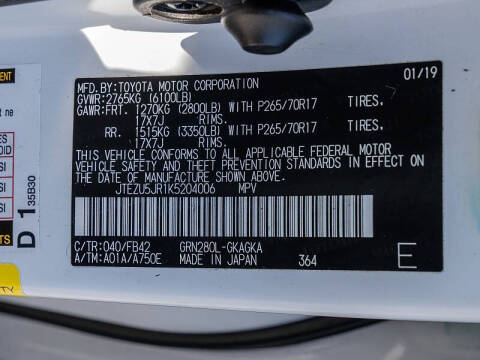 MFD. BY: TOYOTA MOTOR CORPORATION 01/19
GVWR: 2765KG (6100LB)
GAWR: FRT. 1270KG (2800LB) WITH P265/70R17 TIRES,
17X7J RIMS,
RR. 1515KG (3350LB) WITH P265/70R17 TIRES,
17X7J RIMS,
THIS VEHICLE CONFORMS TO ALL APPLICABLE FEDERAL MOTOR
VEHICLE SAFETY AND THEFT PREVENTION STANDARDS IN EFFECT ON
THE DATE OF MANUFACTURE SHOWN ABOVE.
JTEZU5JR1K5204006 MPV
C/TR: 040/FB42 GRN280L-GKAGKA
A/TM: A01A/A750E MADE IN JAPAN 364 E
D 1 35B30